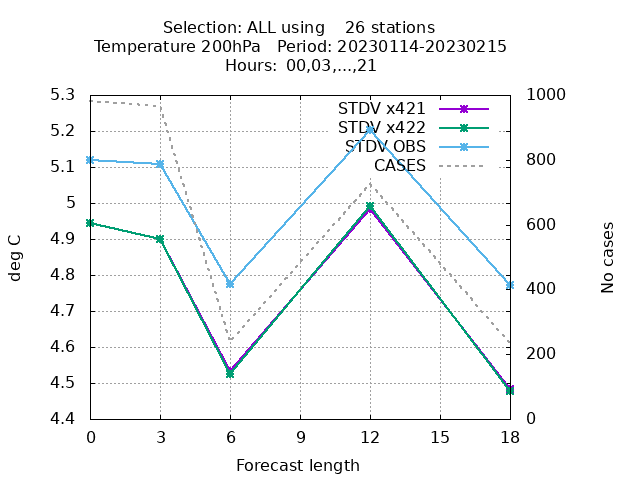 Selection: ALL using    26 stations
Temperature 200hPa   Period: 20230114-20230215
Hours: 00,03,...,21
5.3
5.2
5.1
5
4.9
4.8
4.7
4.6
4.5
4.4
deg C
STDV x421
STDV x422
STDV OBS
CASES
1000
800
600
400
200
0
No cases
0 3 6 9 12 15 18
Forecast length